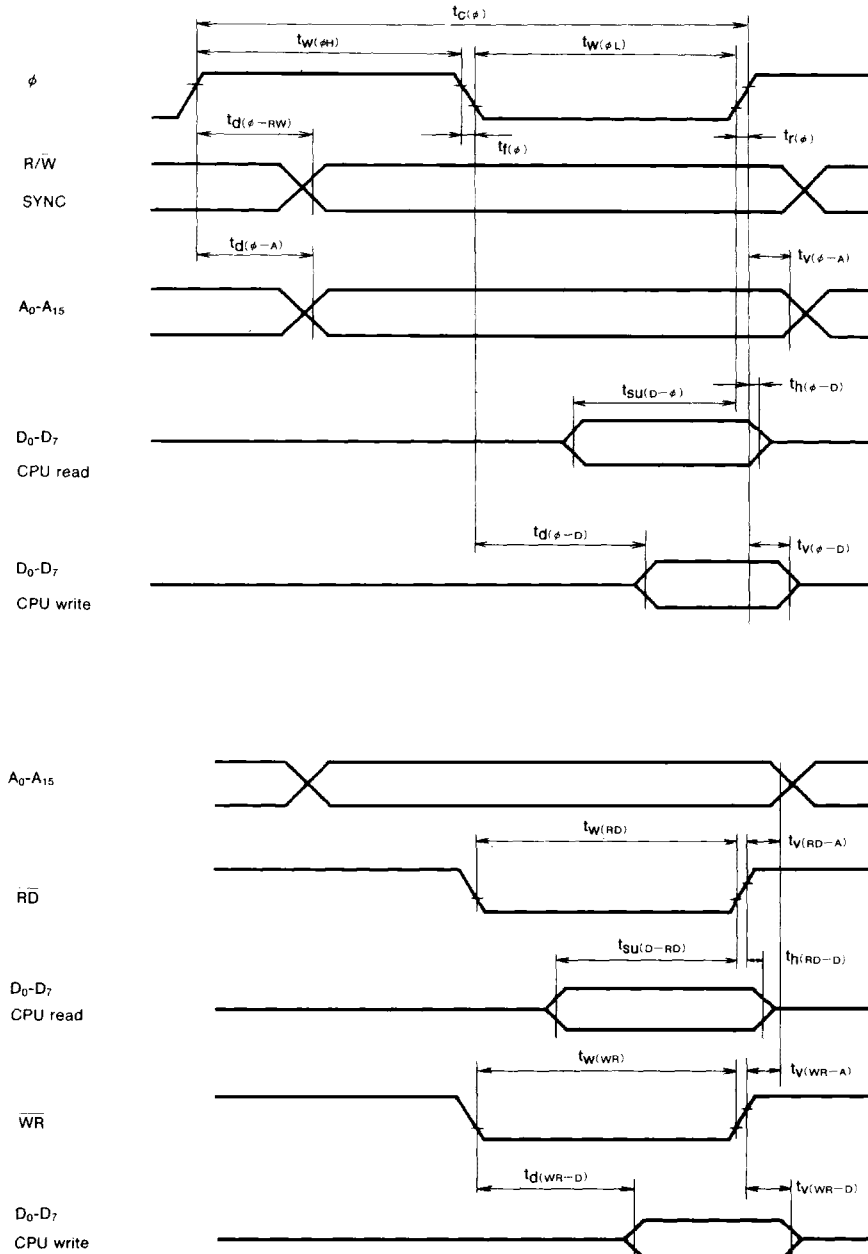 tC(φ)
tW(φH) tW(φL)
φ
td(φ−RW) tf(φ) tr(φ)
R/W̅
SYNC
td(φ−A) tv(φ−A)
A₀-A₁₅
tsu(D−φ) th(φ−D)
D₀-D₇
CPU read
td(φ−D) tv(φ−D)
D₀-D₇
CPU write
A₀-A₁₅
tw(RD) tv(RD−A)
R̅D̅
tsu(D−RD) th(RD−D)
D₀-D₇
CPU read
tw(WR) tv(WR−A)
W̅R̅
td(WR−D) tv(WR−D)
D₀-D₇
CPU write